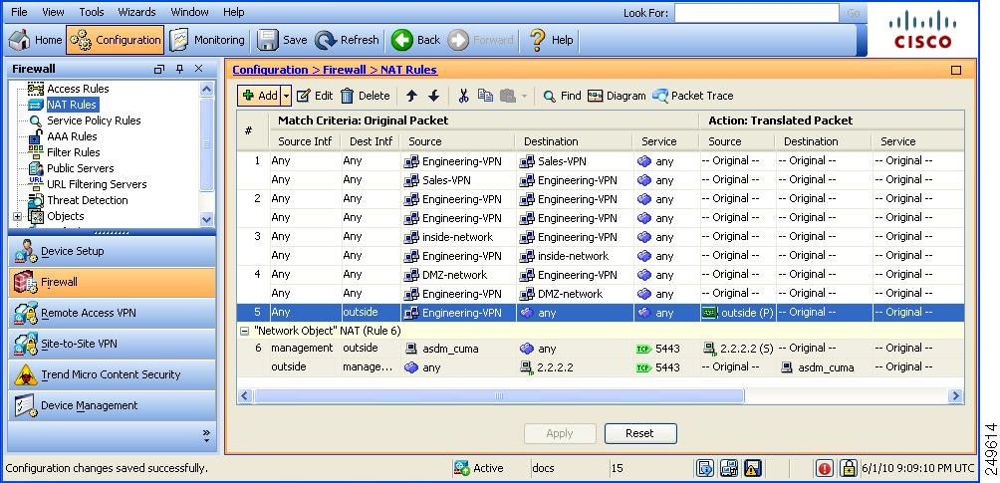 File View Tools Wizards Window Help Look For: Go
Home Configuration Monitoring Save Refresh Back Forward Help
CISCO
Firewall
Access Rules
NAT Rules
Service Policy Rules
AAA Rules
Filter Rules
Public Servers
URL URL Filtering Servers
Threat Detection
Objects
Device Setup
Firewall
Remote Access VPN
Site-to-Site VPN
Trend Micro Content Security
Device Management
Configuration > Firewall > NAT Rules
Add Edit Delete Find Diagram Packet Trace
# Match Criteria: Original Packet Action: Translated Packet
Source Intf Dest Intf Source Destination Service Source Destination Service
1 Any Any Engineering-VPN Sales-VPN any -- Original -- -- Original -- -- Original --
Any Any Sales-VPN Engineering-VPN any -- Original -- -- Original -- -- Original --
2 Any Any Engineering-VPN Engineering-VPN any -- Original -- -- Original -- -- Original --
Any Any Engineering-VPN Engineering-VPN any -- Original -- -- Original -- -- Original --
3 Any Any inside-network Engineering-VPN any -- Original -- -- Original -- -- Original --
Any Any Engineering-VPN inside-network any -- Original -- -- Original -- -- Original --
4 Any Any DMZ-network Engineering-VPN any -- Original -- -- Original -- -- Original --
Any Any Engineering-VPN DMZ-network any -- Original -- -- Original -- -- Original --
5 Any outside Engineering-VPN any any outside (P) -- Original -- -- Original --
"Network Object" NAT (Rule 6)
6 management outside asdm_cuma any TCP 5443 2.2.2.2 (S) -- Original -- -- Original --
outside manage... any 2.2.2.2 TCP 5443 -- Original -- asdm_cuma -- Original --
Apply Reset
Configuration changes saved successfully. Active docs 15 6/1/10 9:09:10 PM UTC
249614